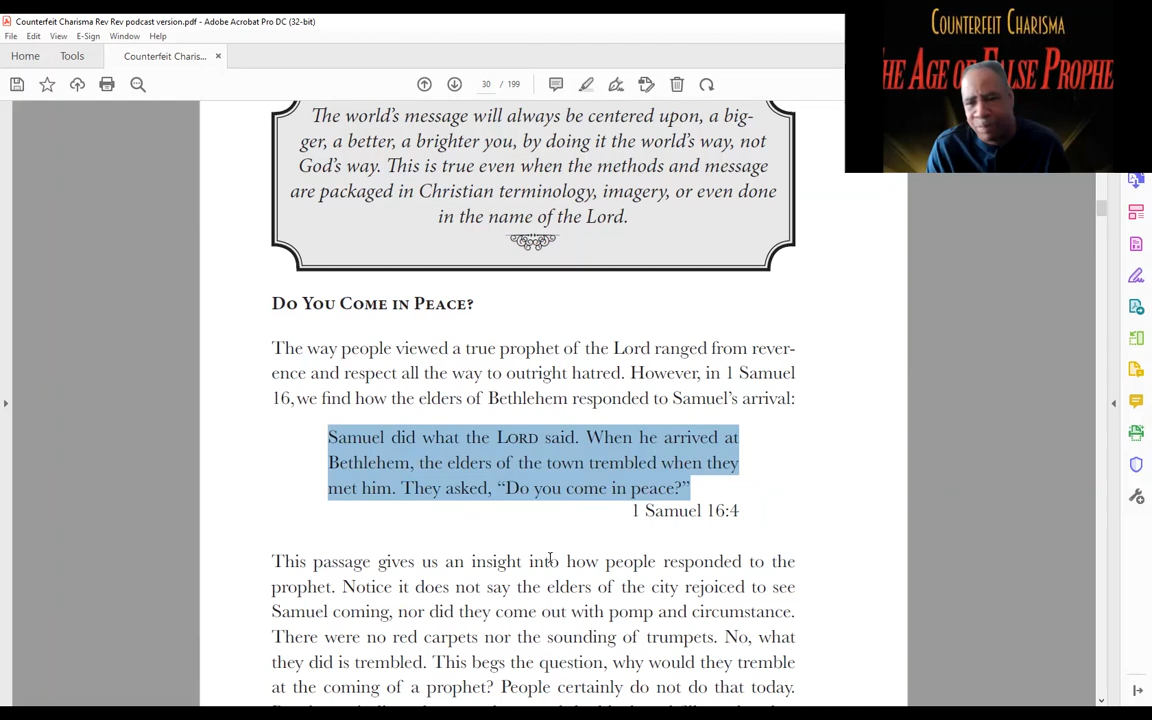 Counterfeit Charisma Rev Rev podcast version.pdf - Adobe Acrobat Pro DC (32-bit)
File Edit View E-Sign Window Help
Home Tools Counterfeit Charis... ×
30 / 199
COUNTERFEIT CHARISMA
HE AGE OF FALSE PROPHE
The world's message will always be centered upon, a big-
ger, a better, a brighter you, by doing it the world's way, not
God's way. This is true even when the methods and message
are packaged in Christian terminology, imagery, or even done
in the name of the Lord.
DO YOU COME IN PEACE?
The way people viewed a true prophet of the Lord ranged from rever-
ence and respect all the way to outright hatred. However, in 1 Samuel
16, we find how the elders of Bethlehem responded to Samuel's arrival:
Samuel did what the LORD said. When he arrived at
Bethlehem, the elders of the town trembled when they
met him. They asked, “Do you come in peace?”
1 Samuel 16:4
This passage gives us an insight into how people responded to the
prophet. Notice it does not say the elders of the city rejoiced to see
Samuel coming, nor did they come out with pomp and circumstance.
There were no red carpets nor the sounding of trumpets. No, what
they did is trembled. This begs the question, why would they tremble
at the coming of a prophet? People certainly do not do that today.